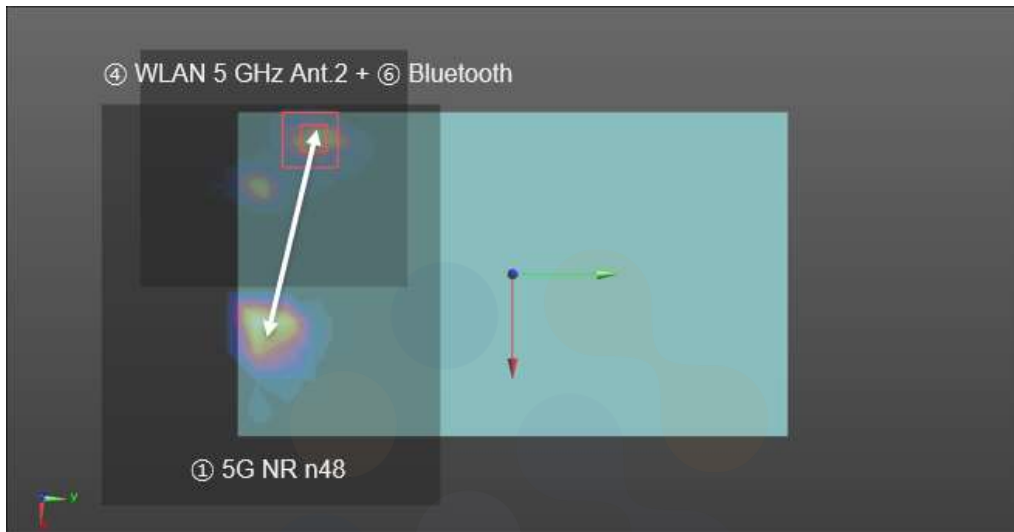 ④ WLAN 5 GHz Ant.2 + ⑥ Bluetooth
① 5G NR n48
y